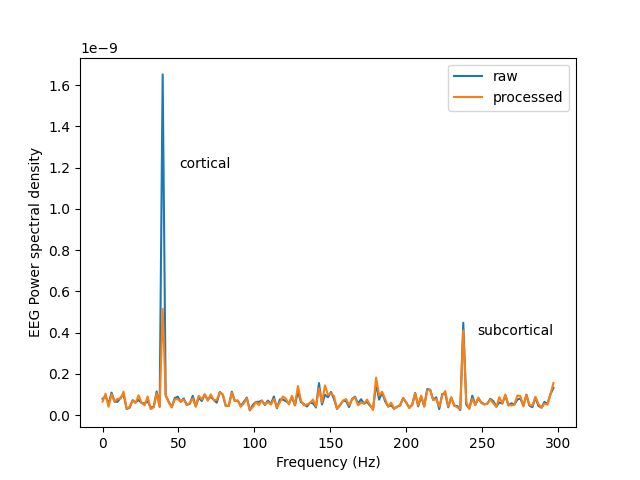 1e−9
raw
processed
cortical
subcortical
EEG Power spectral density
1.6
1.4
1.2
1.0
0.8
0.6
0.4
0.2
0.0
0
50
100
150
200
250
300
Frequency (Hz)